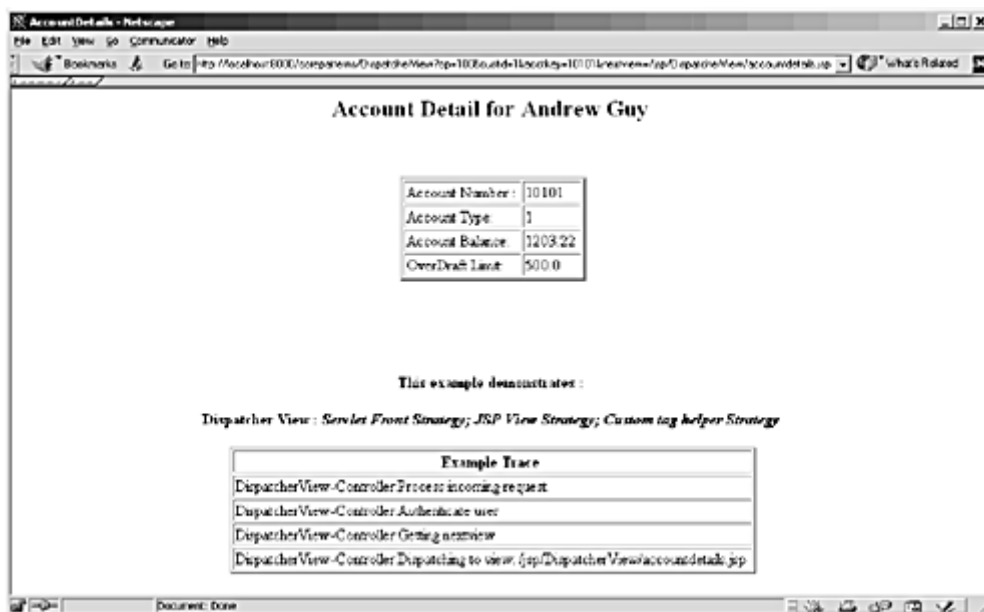 AccountDetails - Netscape
File Edit View Go Communicator Help
Bookmarks Go to: What's Related
Account Detail for Andrew Guy
Account Number : 10101
Account Type: 1
Account Balance: 1203.22
OverDraft Limit: 500.0
This example demonstrates :
Dispatcher View : Servlet Front Strategy; JSP View Strategy; Custom tag helper Strategy
Example Trace
DispatcherView-Controller Process incoming request
DispatcherView-Controller Authenticate user
DispatcherView-Controller Getting nextview
DispatcherView-Controller Dispatching to view: /jsp/DispatcherView/accountdetails.jsp
Document: Done